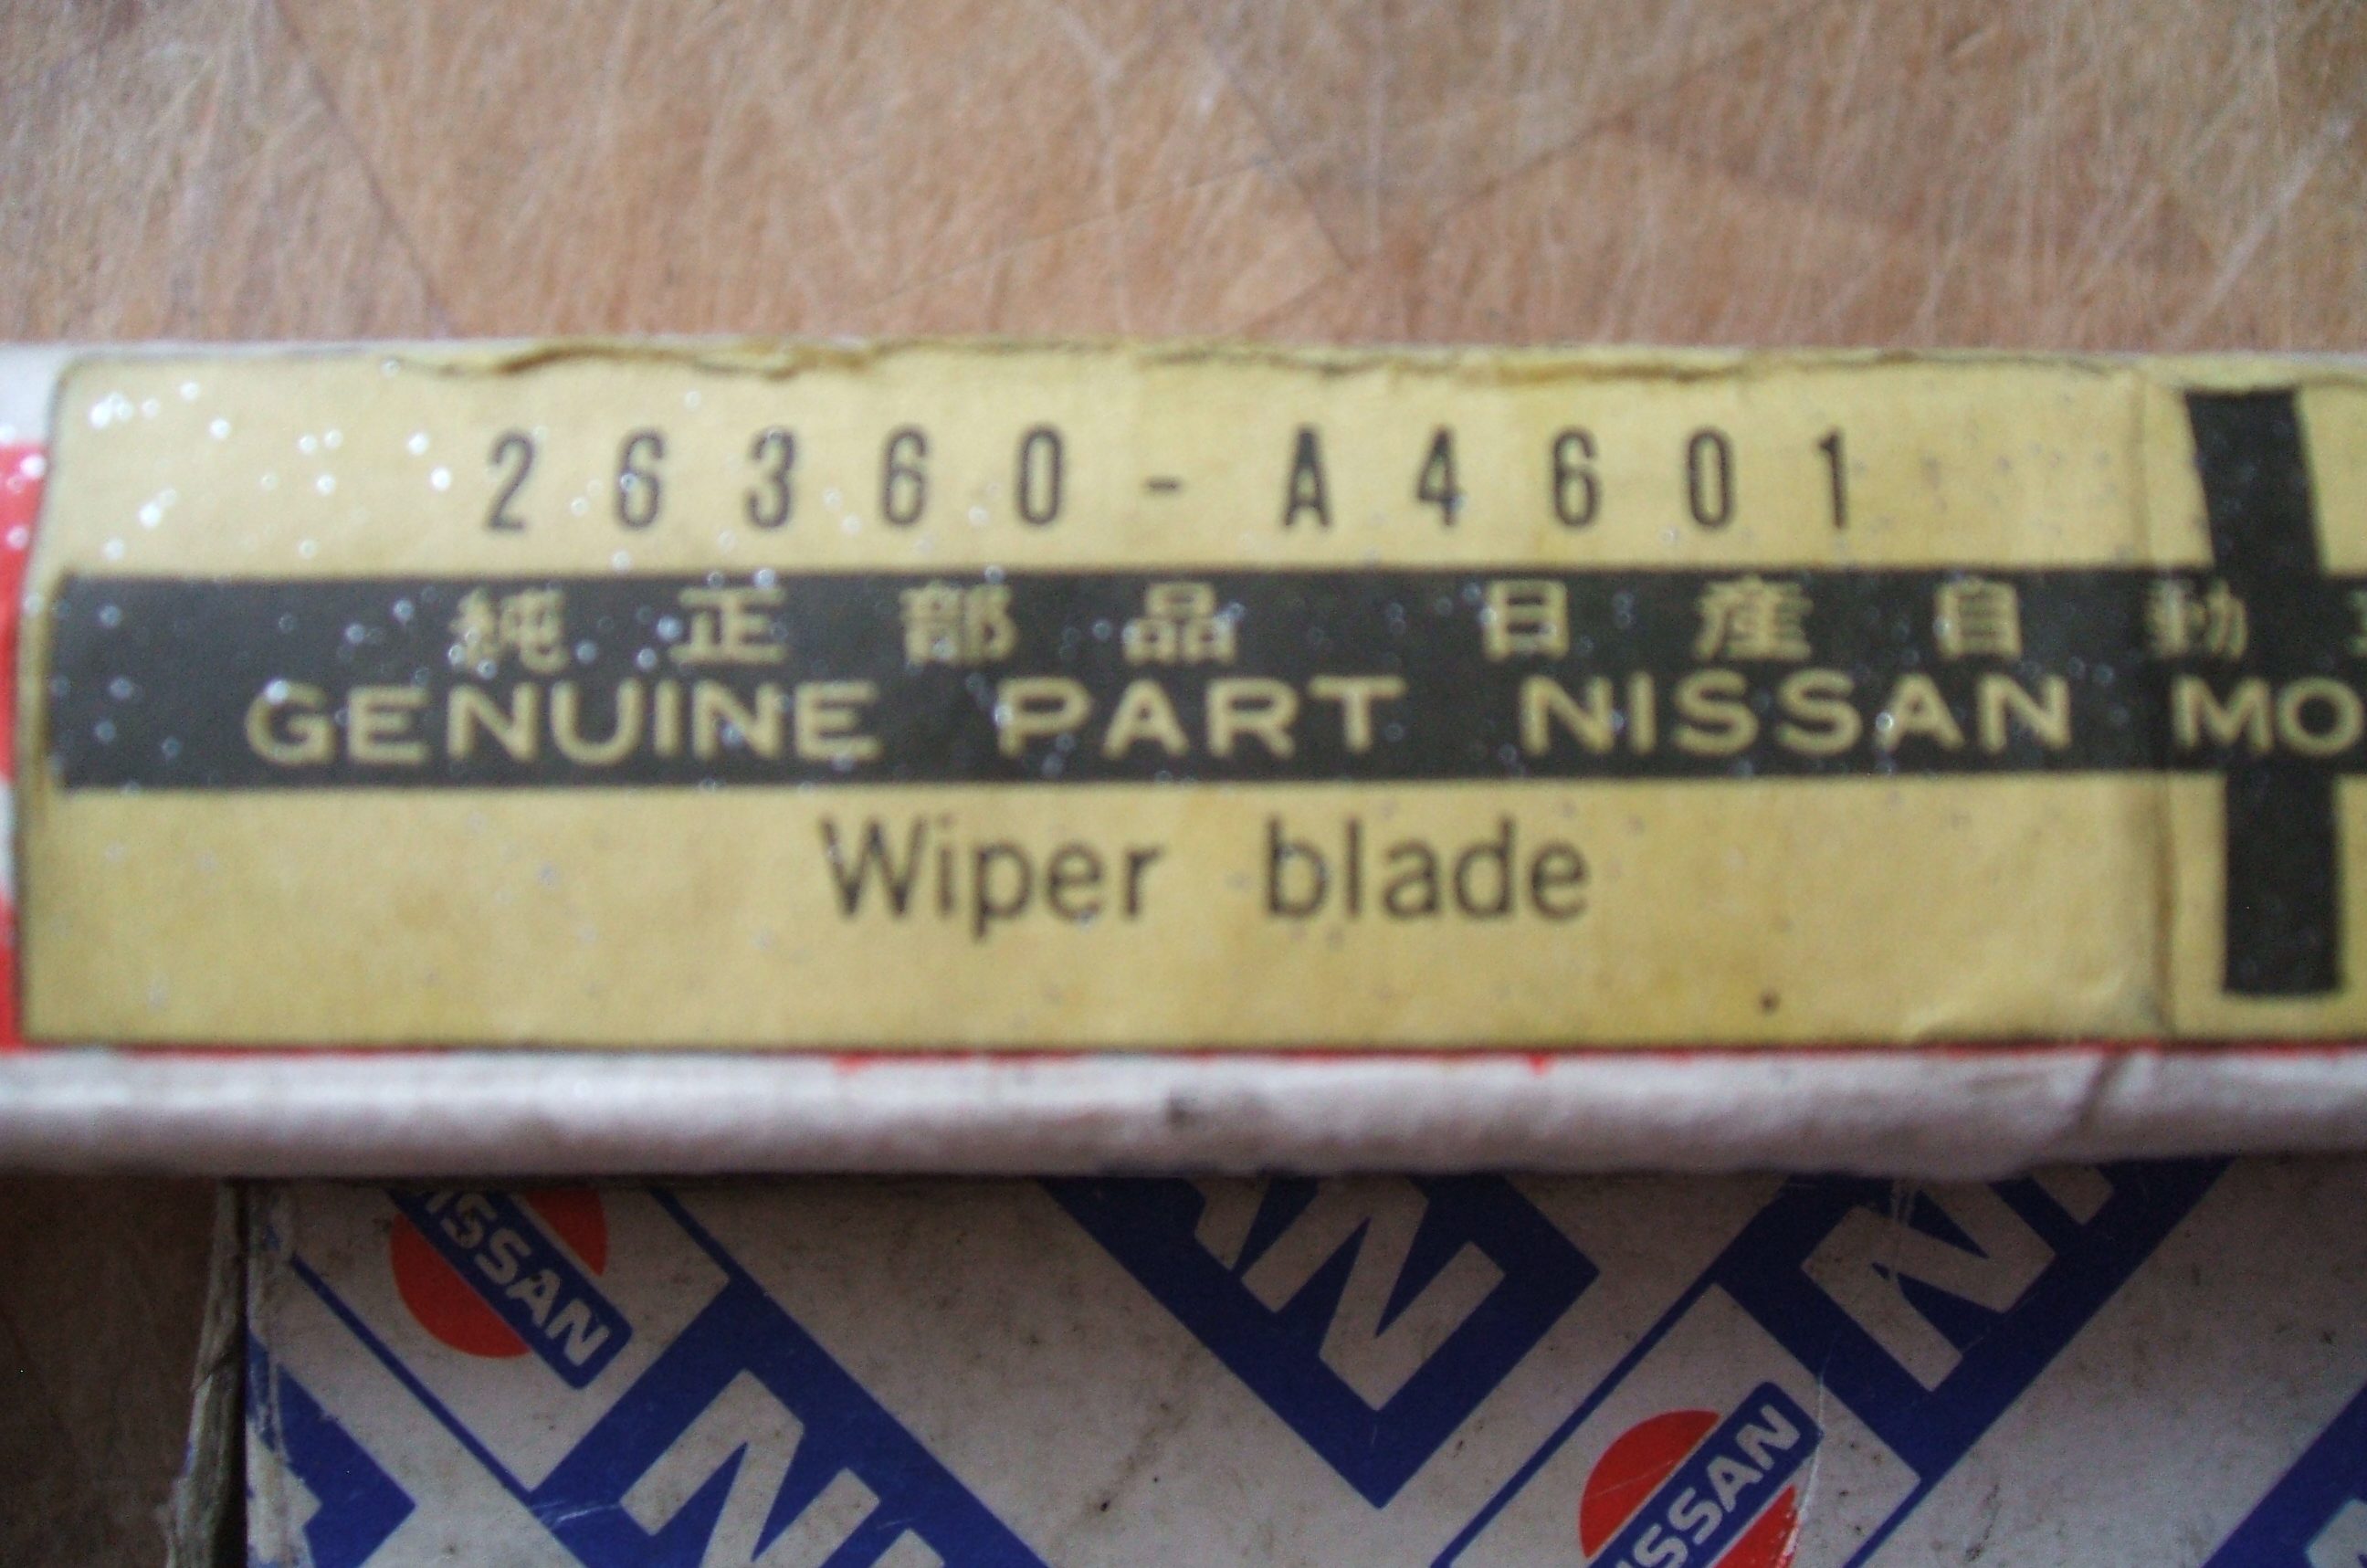 26360-A4601
純正部品 日産自動
GENUINE PART NISSAN MO
Wiper blade
NISSAN
NISSAN